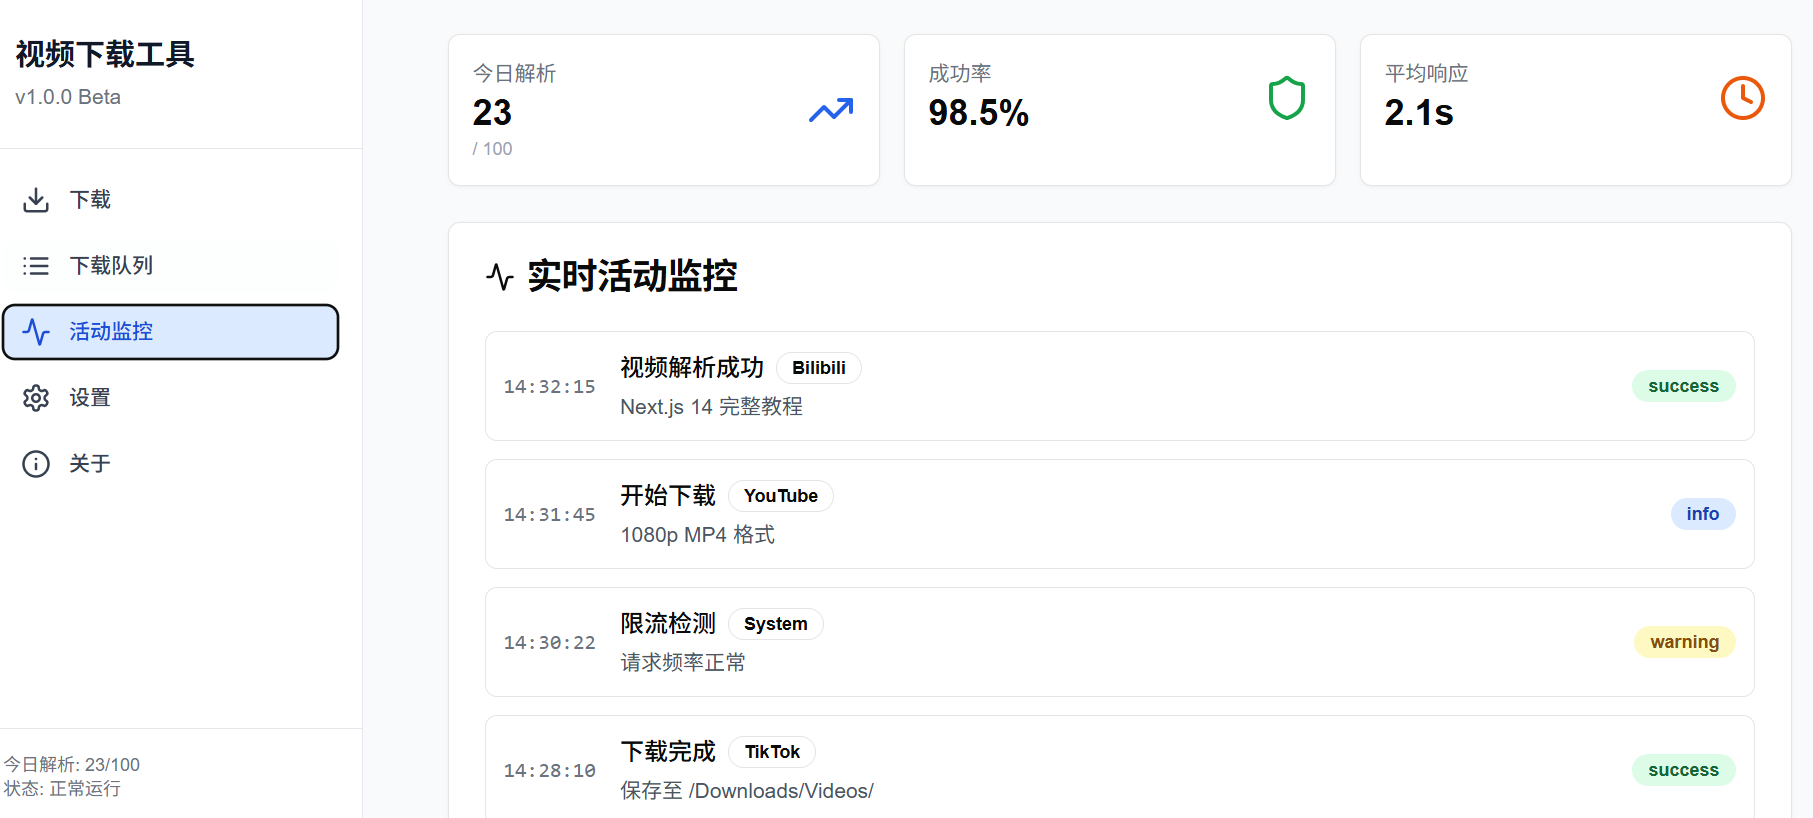 视频下载工具
v1.0.0 Beta
下载
下载队列
活动监控
设置
关于
今日解析: 23/100
状态: 正常运行
今日解析
23
/ 100
成功率
98.5%
平均响应
2.1s
实时活动监控
14:32:15
视频解析成功 Bilibili
Next.js 14 完整教程
success
14:31:45
开始下载 YouTube
1080p MP4 格式
info
14:30:22
限流检测 System
请求频率正常
warning
14:28:10
下载完成 TikTok
保存至 /Downloads/Videos/
success